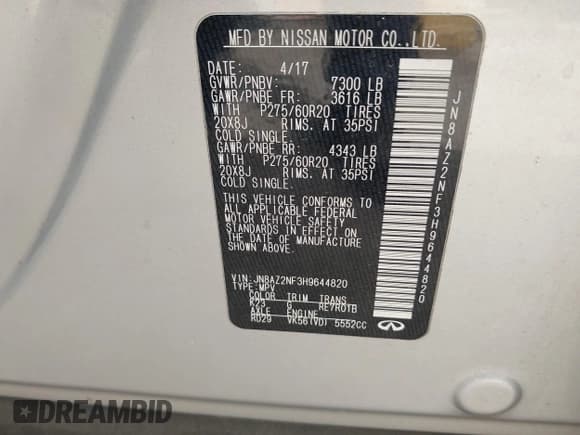 MFD BY NISSAN MOTOR CO.,LTD.
DATE: 4/17
GVWR/PNBV: 7300 LB
GAWR/PNBE FR: 3616 LB
WITH P275/60R20 TIRES
20X8J RIMS. AT 35PSI
COLD SINGLE.
GAWR/PNBE RR: 4343 LB
WITH P275/60R20 TIRES
20X8J RIMS. AT 35PSI
COLD SINGLE.
THIS VEHICLE CONFORMS TO
ALL APPLICABLE FEDERAL
MOTOR VEHICLE SAFETY
STANDARDS IN EFFECT ON
THE DATE OF MANUFACTURE
SHOWN ABOVE.
VIN:JN8AZ2NF3H9644820
TYPE:MPV
COLOR TRIM TRANS
K23 G RE7R01B
AXLE ENGINE
RO29 VK56(VD) 5552CC
JN8AZ2NF3H9644820
DREAMBID